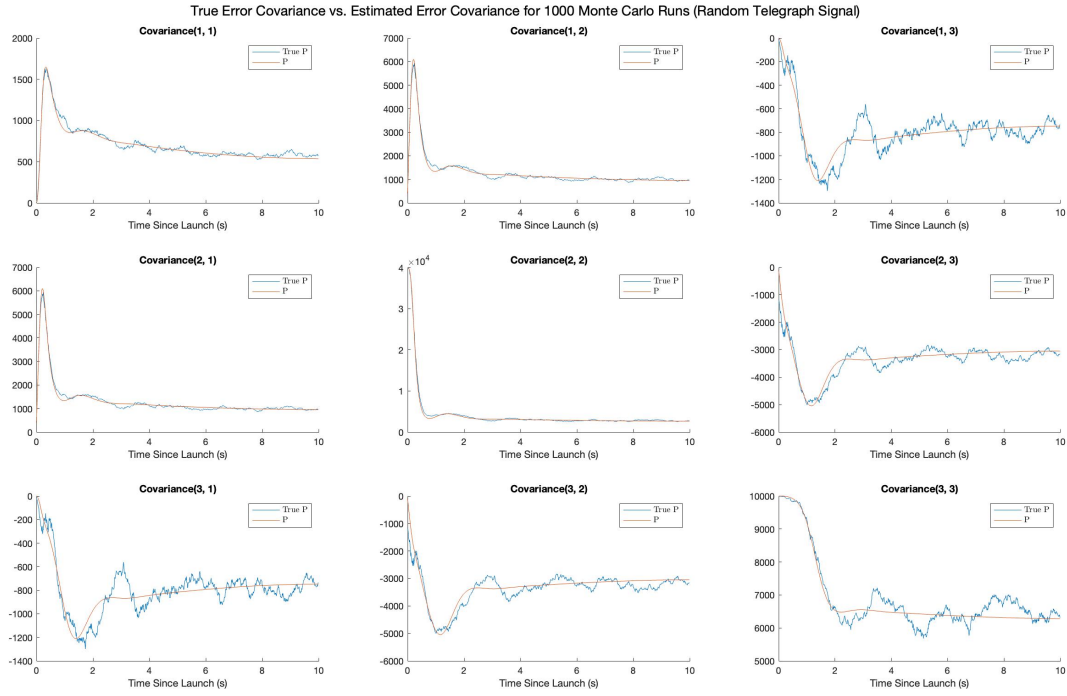 True Error Covariance vs. Estimated Error Covariance for 1000 Monte Carlo Runs (Random Telegraph Signal)
Covariance(1, 1)
2000
1500
1000
500
0
True P
P
0 2 4 6 8 10
Time Since Launch (s)
Covariance(1, 2)
7000
6000
5000
4000
3000
2000
1000
0
True P
P
0 2 4 6 8 10
Time Since Launch (s)
Covariance(1, 3)
0
-200
-400
-600
-800
-1000
-1200
-1400
True P
P
0 2 4 6 8 10
Time Since Launch (s)
Covariance(2, 1)
7000
6000
5000
4000
3000
2000
1000
0
True P
P
0 2 4 6 8 10
Time Since Launch (s)
Covariance(2, 2)
×10^4
4
3
2
1
0
True P
P
0 2 4 6 8 10
Time Since Launch (s)
Covariance(2, 3)
0
-1000
-2000
-3000
-4000
-5000
-6000
True P
P
0 2 4 6 8 10
Time Since Launch (s)
Covariance(3, 1)
0
-200
-400
-600
-800
-1000
-1200
-1400
True P
P
0 2 4 6 8 10
Time Since Launch (s)
Covariance(3, 2)
0
-1000
-2000
-3000
-4000
-5000
-6000
True P
P
0 2 4 6 8 10
Time Since Launch (s)
Covariance(3, 3)
10000
9000
8000
7000
6000
5000
True P
P
0 2 4 6 8 10
Time Since Launch (s)